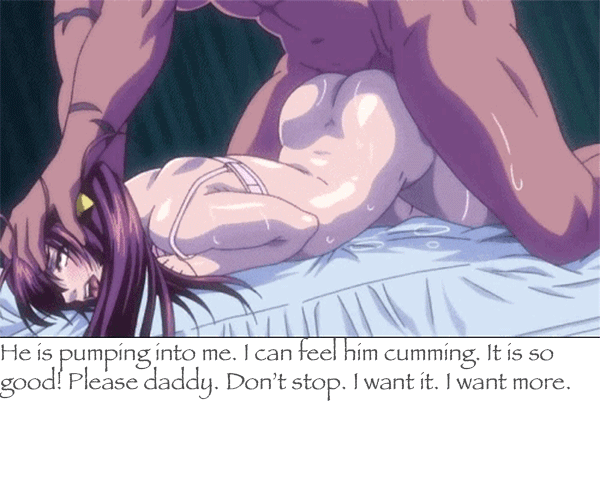 He is pumping into me. I can feel him cumming. It is so
good! Please daddy. Don't stop. I want it. I want more.